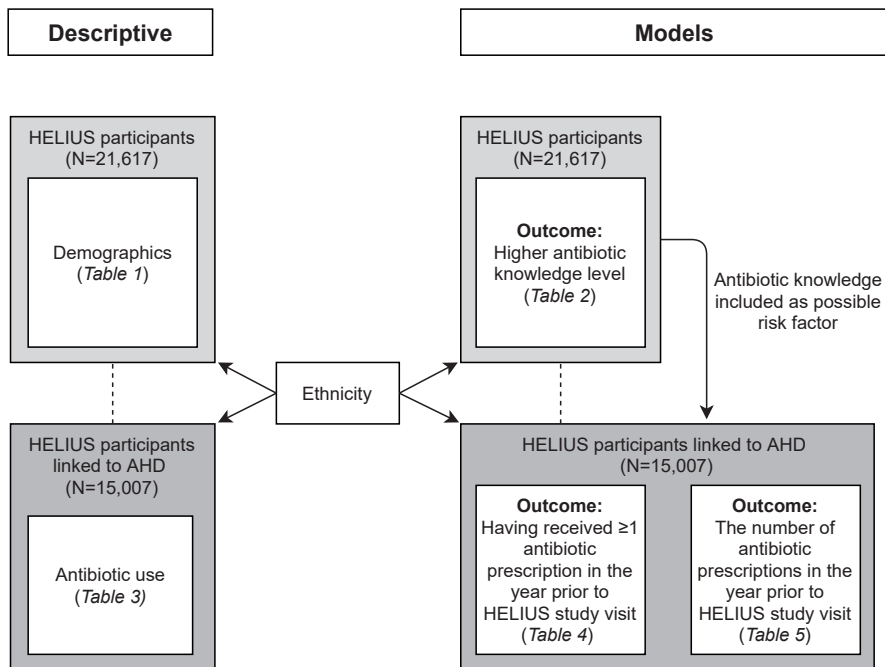 Descriptive
Models
HELIUS participants
(N=21,617)
Demographics
(Table 1)
HELIUS participants
(N=21,617)
Outcome:
Higher antibiotic
knowledge level
(Table 2)
Antibiotic knowledge
included as possible
risk factor
Ethnicity
HELIUS participants
linked to AHD
(N=15,007)
Antibiotic use
(Table 3)
HELIUS participants linked to AHD
(N=15,007)
Outcome:
Having received ≥1
antibiotic
prescription in the
year prior to
HELIUS study visit
(Table 4)
Outcome:
The number of
antibiotic
prescriptions in the
year prior to
HELIUS study visit
(Table 5)